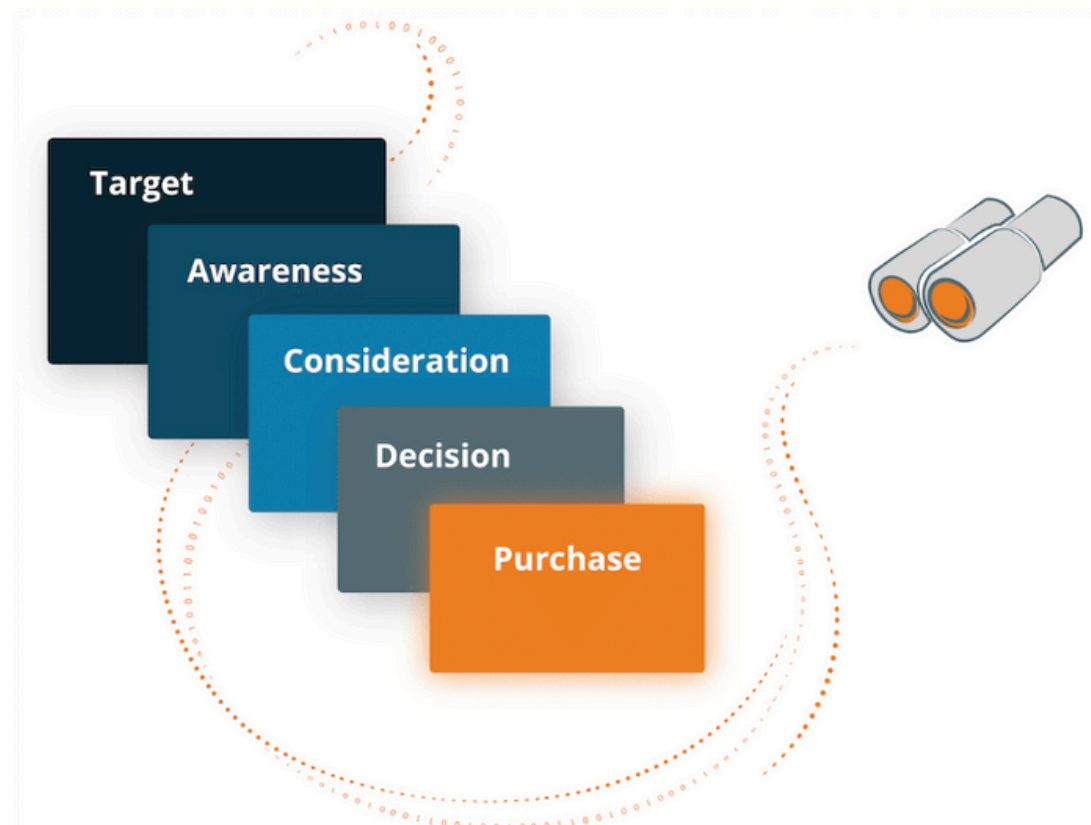 Target
Awareness
Consideration
Decision
Purchase